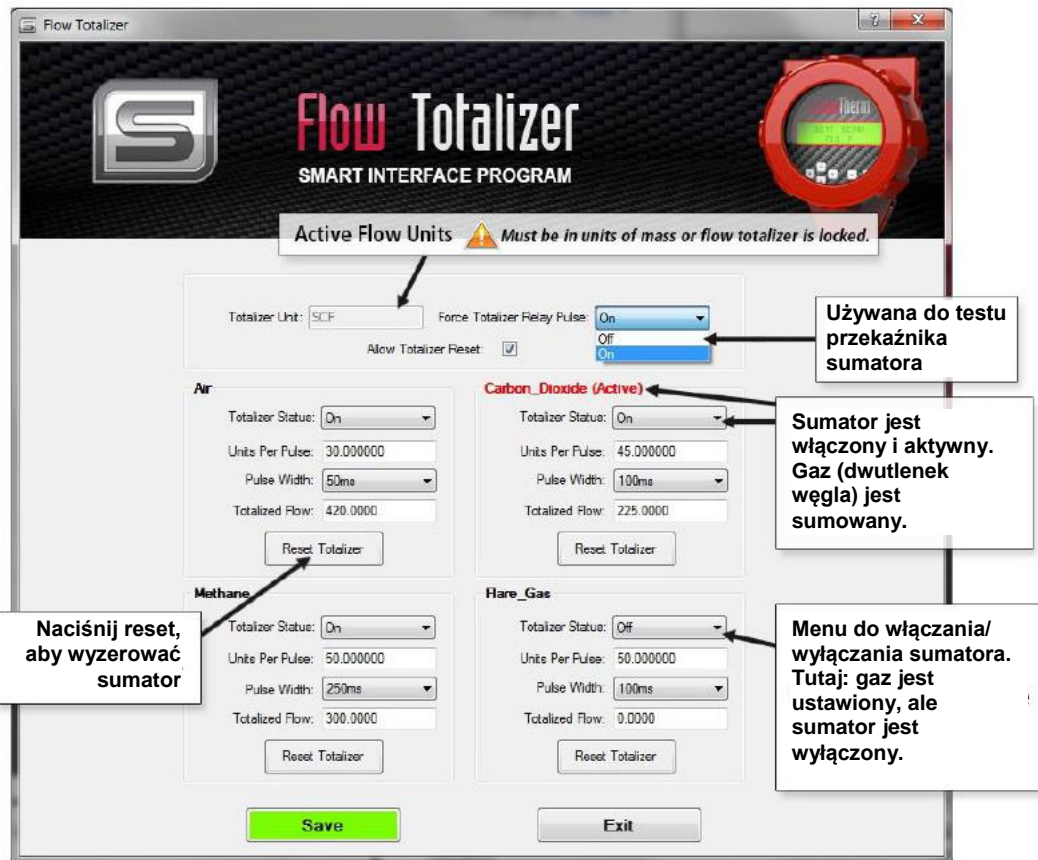 Flow Totalizer
Flow Totalizer
SMART INTERFACE PROGRAM
Therm
Active Flow Units Must be in units of mass or flow totalizer is locked.
Totalizer Unit: SCF Force Totalizer Relay Pulse: On
Off
On
Allow Totalizer Reset:
Używana do testu
przekaźnika
sumatora
Air
Totalizer Status: On
Units Per Pulse: 30.000000
Pulse Width: 50ms
Totalized Flow: 420.0000
Reset Totalizer
Carbon_Dioxide (Active)
Totalizer Status: On
Units Per Pulse: 45.000000
Pulse Width: 100ms
Totalized Flow: 225.0000
Reset Totalizer
Sumator jest
włączony i aktywny.
Gaz (dwutlenek
węgla) jest
sumowany.
Naciśnij reset,
aby wyzerować
sumator
Methane
Totalizer Status: On
Units Per Pulse: 50.000000
Pulse Width: 250ms
Totalized Flow: 300.0000
Reset Totalizer
Flare_Gas
Totalizer Status: Off
Units Per Pulse: 50.000000
Pulse Width: 100ms
Totalized Flow: 0.0000
Reset Totalizer
Menu do włączania/
wyłączania sumatora.
Tutaj: gaz jest
ustawiony, ale
sumator jest
wyłączony.
Save
Exit